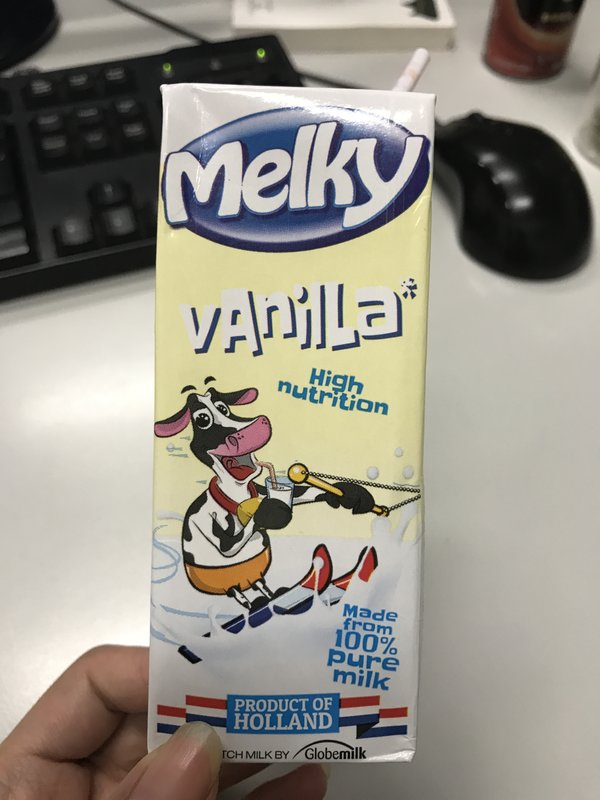 Melky
vAnilla*
High
nutrition
Made
from
100%
pure
milk
PRODUCT OF
HOLLAND
TCH MILK BY Globemilk